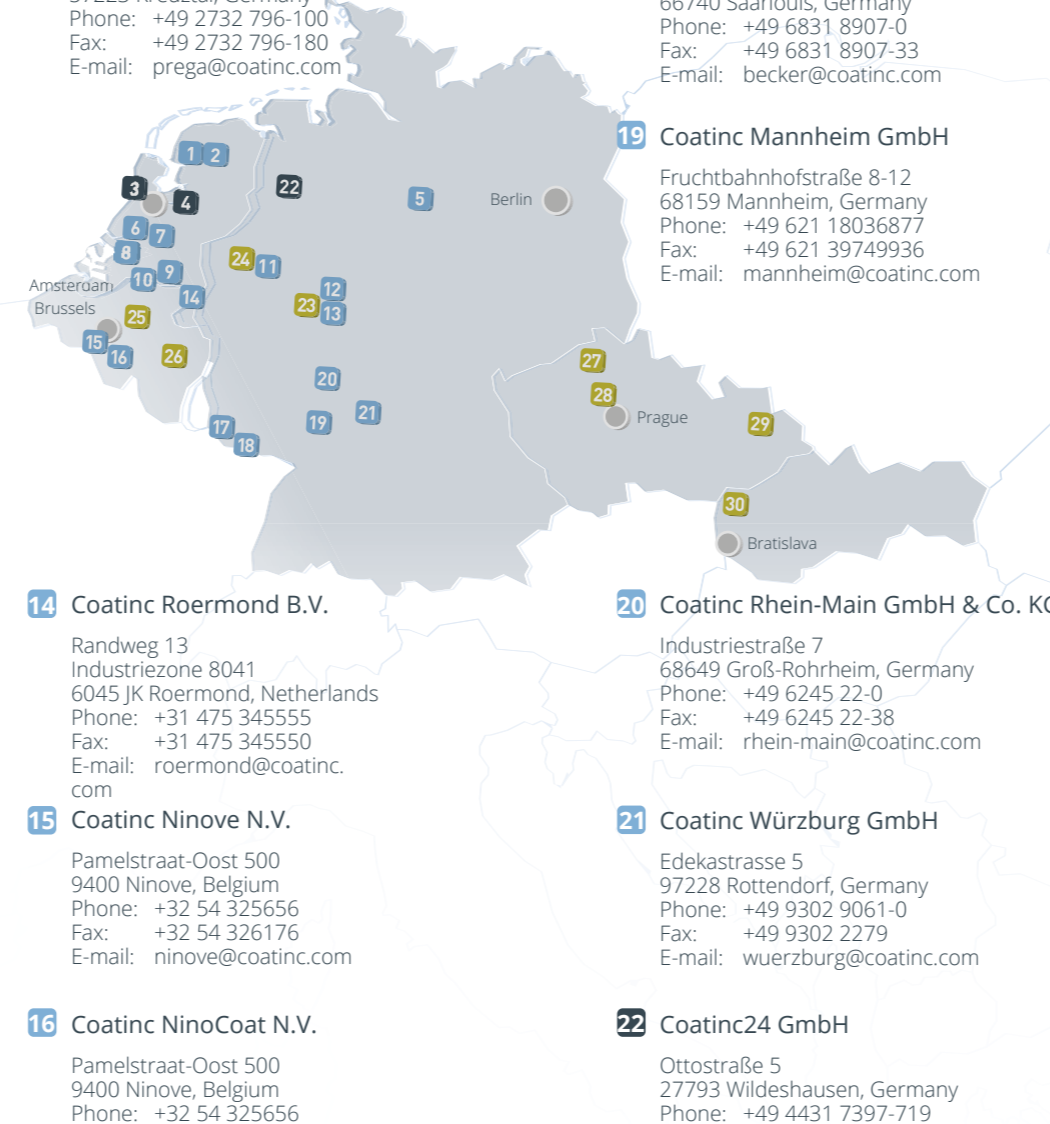 57223 Kreuztal, Germany
Phone: +49 2732 796-100
Fax: +49 2732 796-180
E-mail: prega@coatinc.com
66740 Saarlouis, Germany
Phone: +49 6831 8907-0
Fax: +49 6831 8907-33
E-mail: becker@coatinc.com
19 Coatinc Mannheim GmbH
Fruchtbahnhofstraße 8-12
68159 Mannheim, Germany
Phone: +49 621 18036877
Fax: +49 621 39749936
E-mail: mannheim@coatinc.com
1 2
3
4
22
5
Berlin
6
7
8
24
11
9
10
Amsterdam
12
14
Brussels
23
13
25
15
16
26
27
20
28
Prague
21
19
29
17
18
30
Bratislava
14 Coatinc Roermond B.V.
Randweg 13
Industriezone 8041
6045 JK Roermond, Netherlands
Phone: +31 475 345555
Fax: +31 475 345550
E-mail: roermond@coatinc.
com
15 Coatinc Ninove N.V.
Pamelstraat-Oost 500
9400 Ninove, Belgium
Phone: +32 54 325656
Fax: +32 54 326176
E-mail: ninove@coatinc.com
16 Coatinc NinoCoat N.V.
Pamelstraat-Oost 500
9400 Ninove, Belgium
Phone: +32 54 325656
20 Coatinc Rhein-Main GmbH & Co. KG
Industriestraße 7
68649 Groß-Rohrheim, Germany
Phone: +49 6245 22-0
Fax: +49 6245 22-38
E-mail: rhein-main@coatinc.com
21 Coatinc Würzburg GmbH
Edekastrasse 5
97228 Rottendorf, Germany
Phone: +49 9302 9061-0
Fax: +49 9302 2279
E-mail: wuerzburg@coatinc.com
22 Coatinc24 GmbH
Ottostraße 5
27793 Wildeshausen, Germany
Phone: +49 4431 7397-719